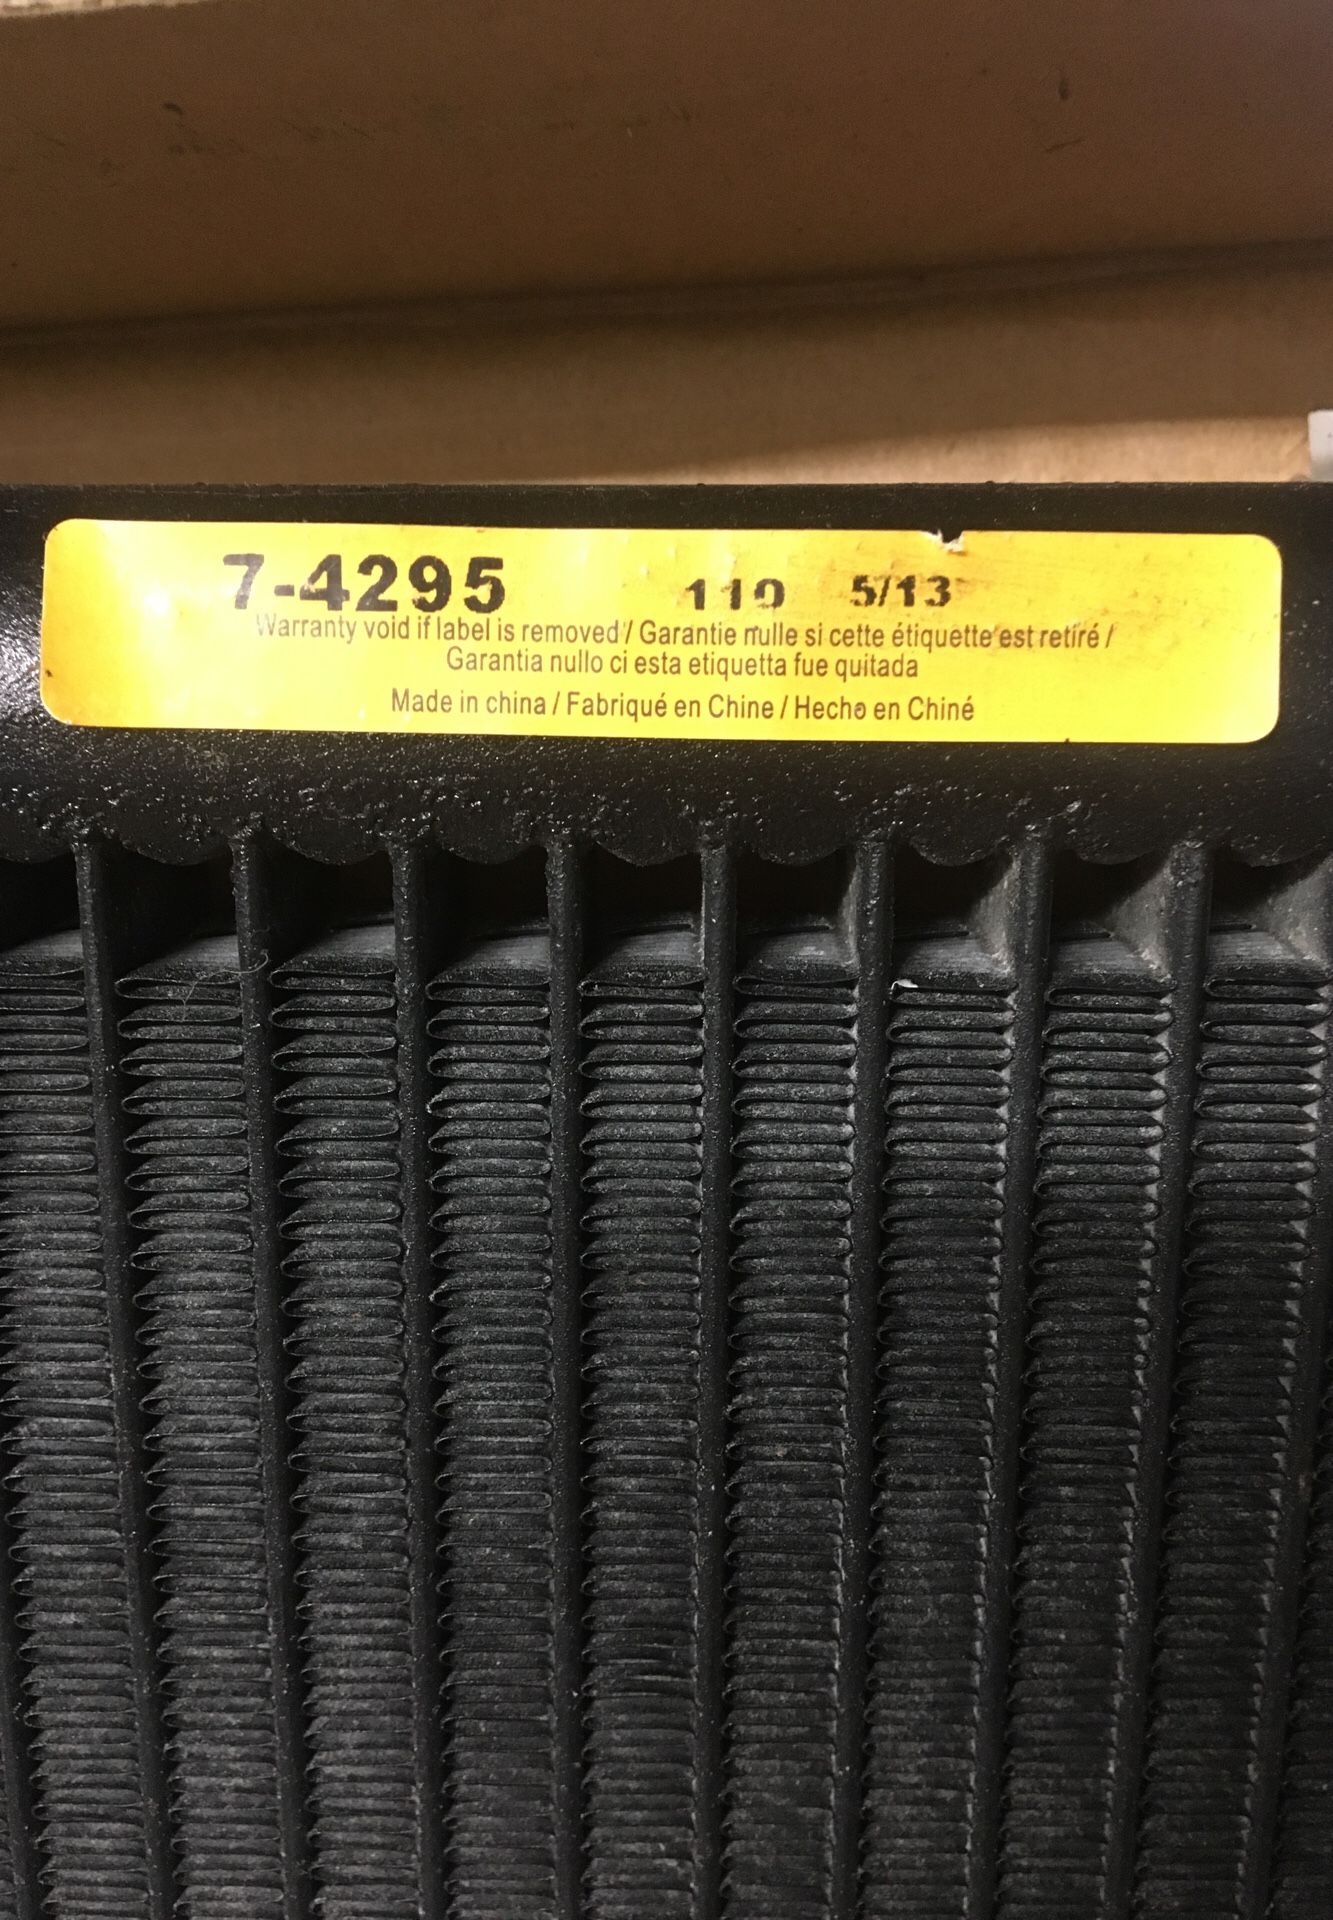 7-4295 110 5/13
Warranty void if label is removed / Garantie nulle si cette étiquette est retiré /
Garantia nullo ci esta etiquetta fue quitada
Made in china / Fabriqué en Chine / Hecho en Chiné